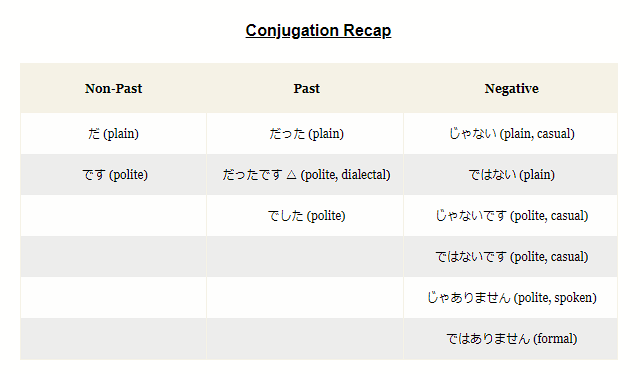 Conjugation Recap
Non-Past Past Negative
だ (plain) だった (plain) じゃない (plain, casual)
です (polite) だったです △ (polite, dialectal) ではない (plain)
でした (polite) じゃないです (polite, casual)
ではないです (polite, casual)
じゃありません (polite, spoken)
ではありません (formal)